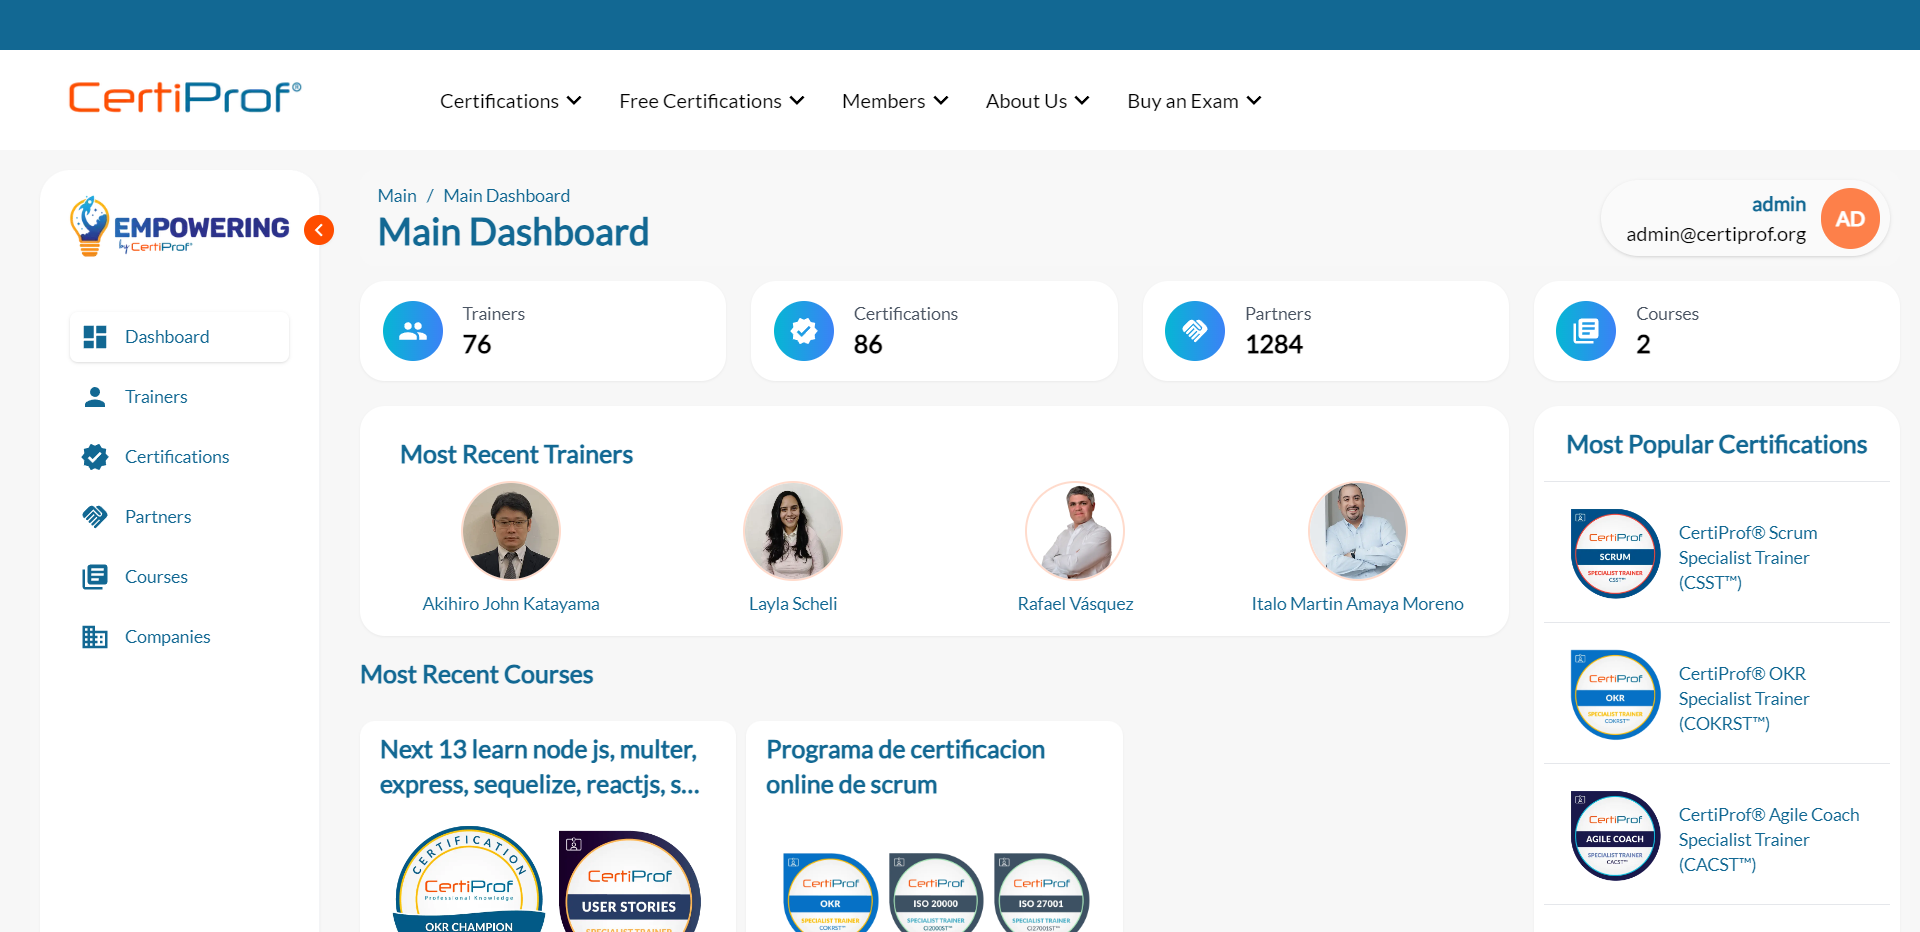 CertiProf®
Certifications
Free Certifications
Members
About Us
Buy an Exam
EMPOWERING
by CertiProf®
Dashboard
Trainers
Certifications
Partners
Courses
Companies
Main / Main Dashboard
Main Dashboard
admin
admin@certiprof.org
AD
Trainers
76
Certifications
86
Partners
1284
Courses
2
Most Recent Trainers
Akihiro John Katayama
Layla Scheli
Rafael Vásquez
Italo Martin Amaya Moreno
Most Recent Courses
Next 13 learn node js, multer,
express, sequelize, reactjs, s...
CERTIFICATION
CertiProf
Professional Knowledge
OKR CHAMPION
CertiProf
USER STORIES
SPECIALIST TRAINER
Programa de certificacion
online de scrum
CertiProf
OKR
SPECIALIST TRAINER
COKRST™
CertiProf
ISO 20000
SPECIALIST TRAINER
CI2000ST™
CertiProf
ISO 27001
SPECIALIST TRAINER
CI27001ST™
Most Popular Certifications
CertiProf
SCRUM
SPECIALIST TRAINER
CSST™
CertiProf® Scrum
Specialist Trainer
(CSST™)
CertiProf
OKR
SPECIALIST TRAINER
COKRST™
CertiProf® OKR
Specialist Trainer
(COKRST™)
CertiProf
AGILE COACH
SPECIALIST TRAINER
CACST™
CertiProf® Agile Coach
Specialist Trainer
(CACST™)